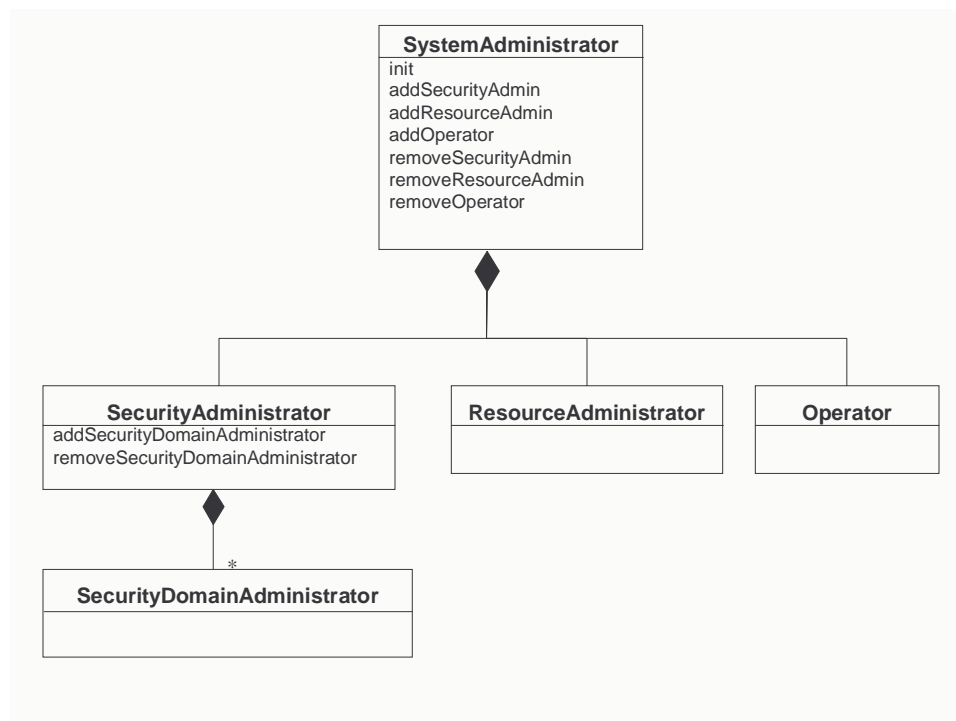 SystemAdministrator
init
addSecurityAdmin
addResourceAdmin
addOperator
removeSecurityAdmin
removeResourceAdmin
removeOperator
SecurityAdministrator
addSecurityDomainAdministrator
removeSecurityDomainAdministrator
ResourceAdministrator
Operator
*
SecurityDomainAdministrator